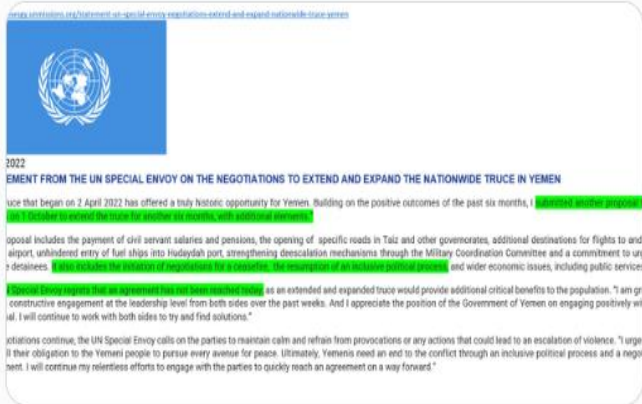 osesgy.unmissions.org/statement-un-special-envoy-negotiations-extend-and-expand-nationwide-truce-yemen
2022
EMENT FROM THE UN SPECIAL ENVOY ON THE NEGOTIATIONS TO EXTEND AND EXPAND THE NATIONWIDE TRUCE IN YEMEN
uce that began on 2 April 2022 has offered a truly historic opportunity for Yemen. Building on the positive outcomes of the past six months, I submitted another proposal
on 1 October to extend the truce for another six months, with additional elements."
oposal includes the payment of civil servant salaries and pensions, the opening of specific roads in Taiz and other governorates, additional destinations for flights to and
airport, unhindered entry of fuel ships into Hudaydah port, strengthening deescalation mechanisms through the Military Coordination Committee and a commitment to ur
e detainees. It also includes the initiation of negotiations for a ceasefire, the resumption of an inclusive political process, and wider economic issues, including public services
N Special Envoy regrets that an agreement has not been reached today, as an extended and expanded truce would provide additional critical benefits to the population. "I am gr
constructive engagement at the leadership level from both sides over the past weeks. And I appreciate the position of the Government of Yemen on engaging positively wi
al. I will continue to work with both sides to try and find solutions."
otiations continue, the UN Special Envoy calls on the parties to maintain calm and refrain from provocations or any actions that could lead to an escalation of violence. "I urge
ll their obligation to the Yemeni people to pursue every avenue for peace. Ultimately, Yemenis need an end to the conflict through an inclusive political process and a nego
ment. I will continue my relentless efforts to engage with the parties to quickly reach an agreement on a way forward."